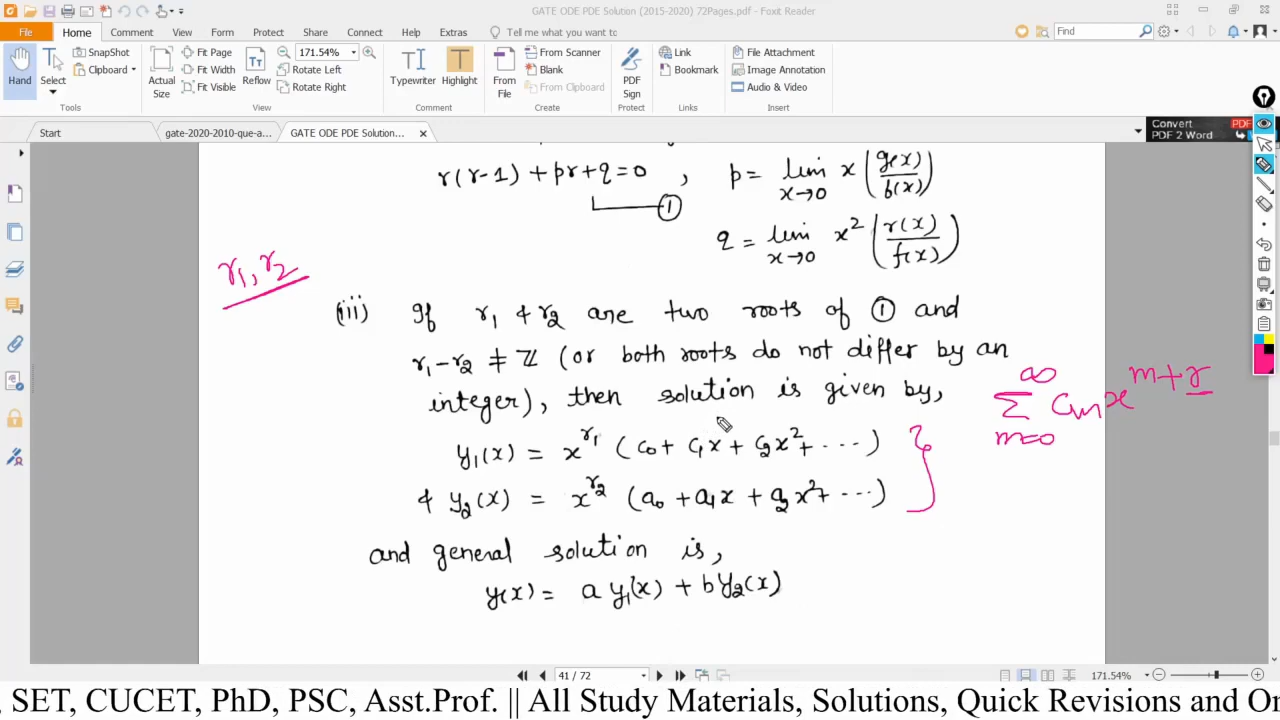 GATE ODE PDE Solution (2015-2020) 72Pages.pdf - Foxit Reader
File Home Comment View Form Protect Share Connect Help Extras Tell me what you want to Find
Hand
Select
SnapShot
Clipboard
Actual Size
Fit Page
Fit Width
Fit Visible
Reflow
171.54%
Rotate Left
Rotate Right
Typewriter
Highlight
From File
From Scanner
Blank
From Clipboard
PDF Sign
Link
Bookmark
File Attachment
Image Annotation
Audio & Video
Tools View Comment Create Protect Links Insert
Start gate-2020-2010-que-a... GATE ODE PDE Solution...
Convert PDF
PDF 2 Word
r(r-1) + pr + q = 0 , p = lim x→0 x (g(x)/f(x))
①
q = lim x→0 x² (r(x)/f(x))
r₁, r₂
(iii) If r₁ & r₂ are two roots of ① and
r₁-r₂ ≠ ℤ (or both roots do not differ by an
integer), then solution is given by,
∞ Σ m=0 Cm x^m+r
y₁(x) = x^r₁ (c₀ + c₁x + c₂x² + ...)
& y₂(x) = x^r₂ (a₀ + a₁x + a₂x² + ...)
and general solution is,
y(x) = a y₁(x) + b y₂(x)
41 / 72 171.54%
, SET, CUCET, PhD, PSC, Asst.Prof. || All Study Materials, Solutions, Quick Revisions and On